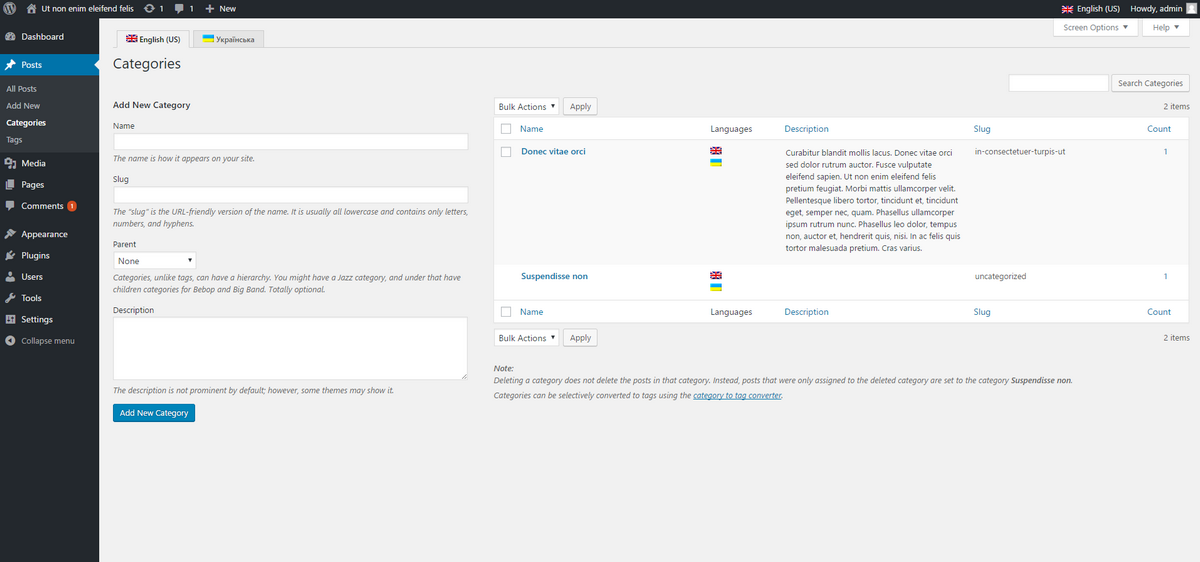 Ut non enim eleifend felis 1 1 New English (US) Howdy, admin
Dashboard
Posts
All Posts
Add New
Categories
Tags
Media
Pages
Comments 1
Appearance
Plugins
Users
Tools
Settings
Collapse menu
English (US) Українська
Screen Options Help
Categories
Search Categories
Add New Category
Name
The name is how it appears on your site.
Slug
The "slug" is the URL-friendly version of the name. It is usually all lowercase and contains only letters,
numbers, and hyphens.
Parent
None
Categories, unlike tags, can have a hierarchy. You might have a Jazz category, and under that have
children categories for Bebop and Big Band. Totally optional.
Description
The description is not prominent by default; however, some themes may show it.
Add New Category
Bulk Actions Apply 2 items
Name Languages Description Slug Count
Donec vitae orci Curabitur blandit mollis lacus. Donec vitae orci in-consectetuer-turpis-ut 1
sed dolor rutrum auctor. Fusce vulputate
eleifend sapien. Ut non enim eleifend felis
pretium feugiat. Morbi mattis ullamcorper velit.
Pellentesque libero tortor, tincidunt et, tincidunt
eget, semper nec, quam. Phasellus ullamcorper
ipsum rutrum nunc. Phasellus leo dolor, tempus
non, auctor et, hendrerit quis, nisi. In ac felis quis
tortor malesuada pretium. Cras varius.
Suspendisse non uncategorized 1
Name Languages Description Slug Count
Bulk Actions Apply 2 items
Note:
Deleting a category does not delete the posts in that category. Instead, posts that were only assigned to the deleted category are set to the category Suspendisse non.
Categories can be selectively converted to tags using the category to tag converter.